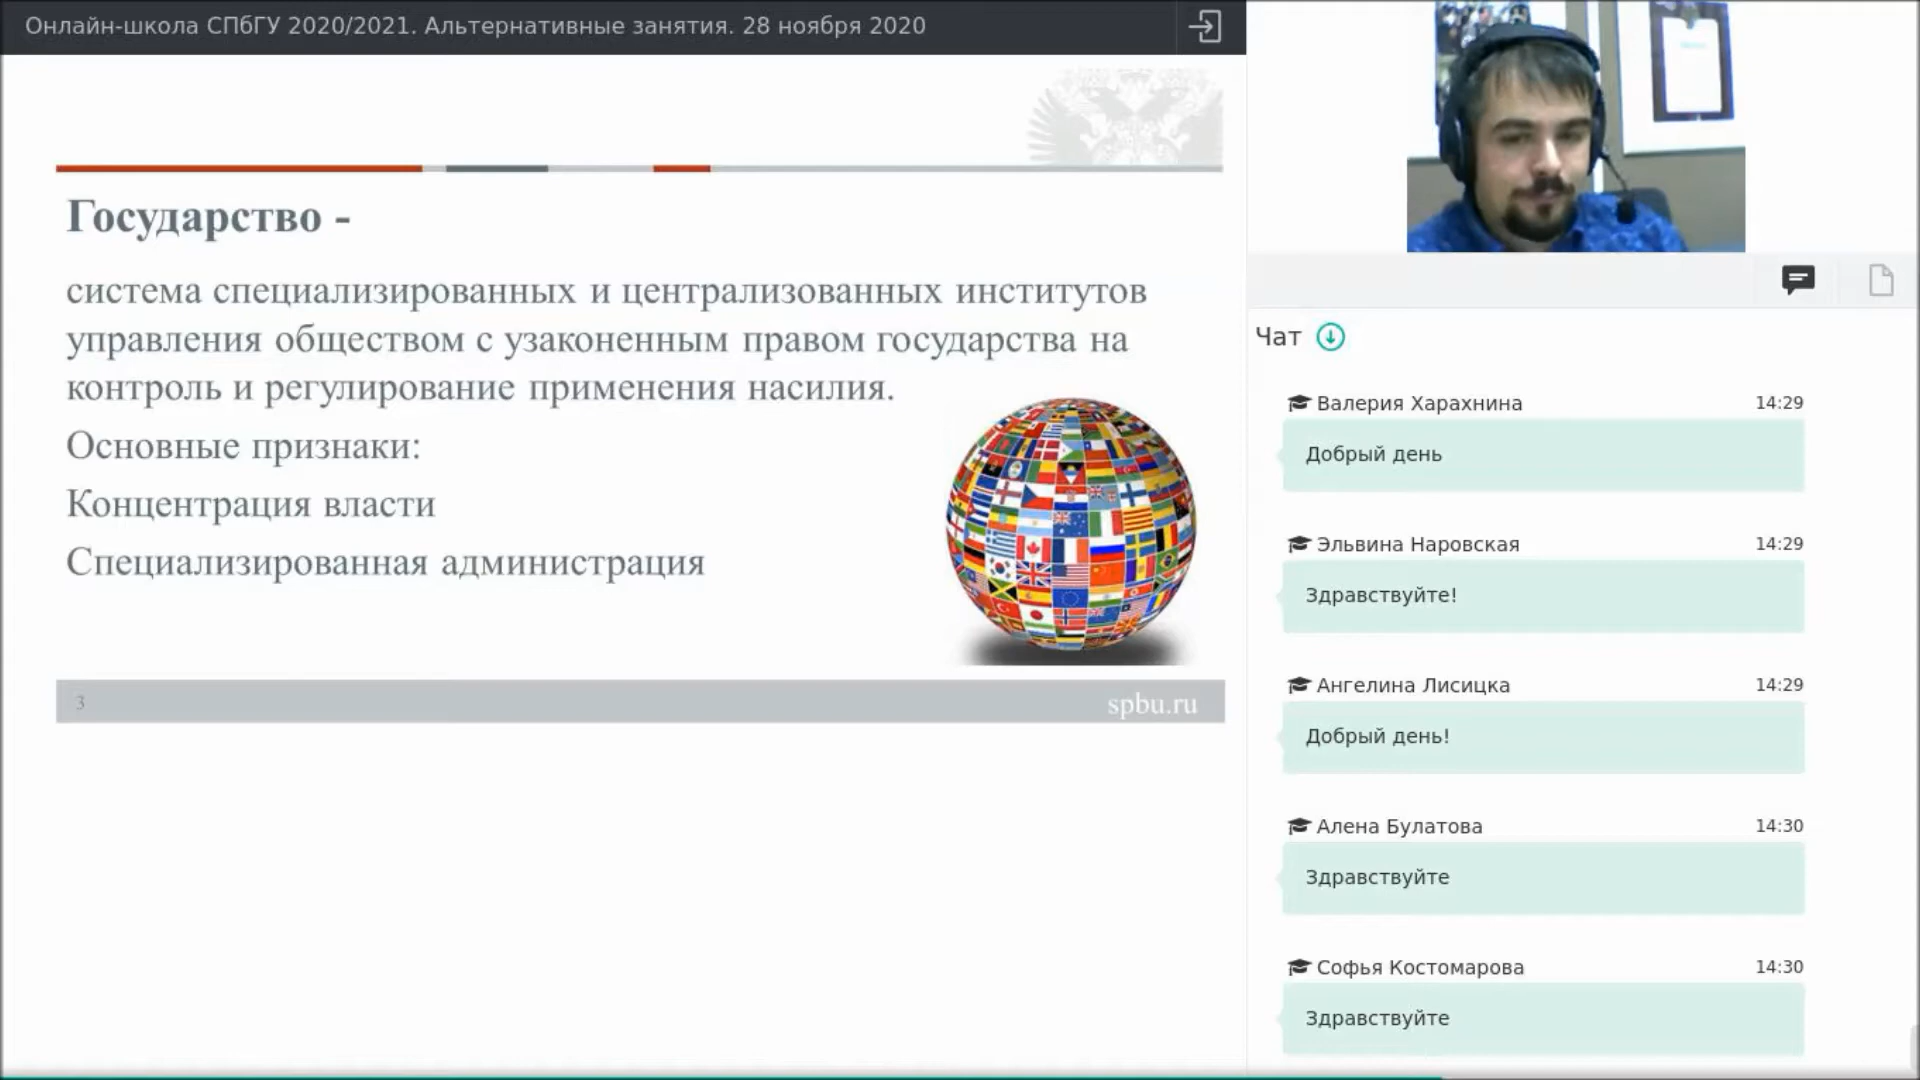 Онлайн-школа СПбГУ 2020/2021. Альтернативные занятия. 28 ноября 2020
Государство -
система специализированных и централизованных институтов
управления обществом с узаконенным правом государства на
контроль и регулирование применения насилия.
Основные признаки:
Концентрация власти
Специализированная администрация
3
spbu.ru
Чат
Валерия Харахнина 14:29
Добрый день
Эльвина Наровская 14:29
Здравствуйте!
Ангелина Лисицка 14:29
Добрый день!
Алена Булатова 14:30
Здравствуйте
Софья Костомарова 14:30
Здравствуйте